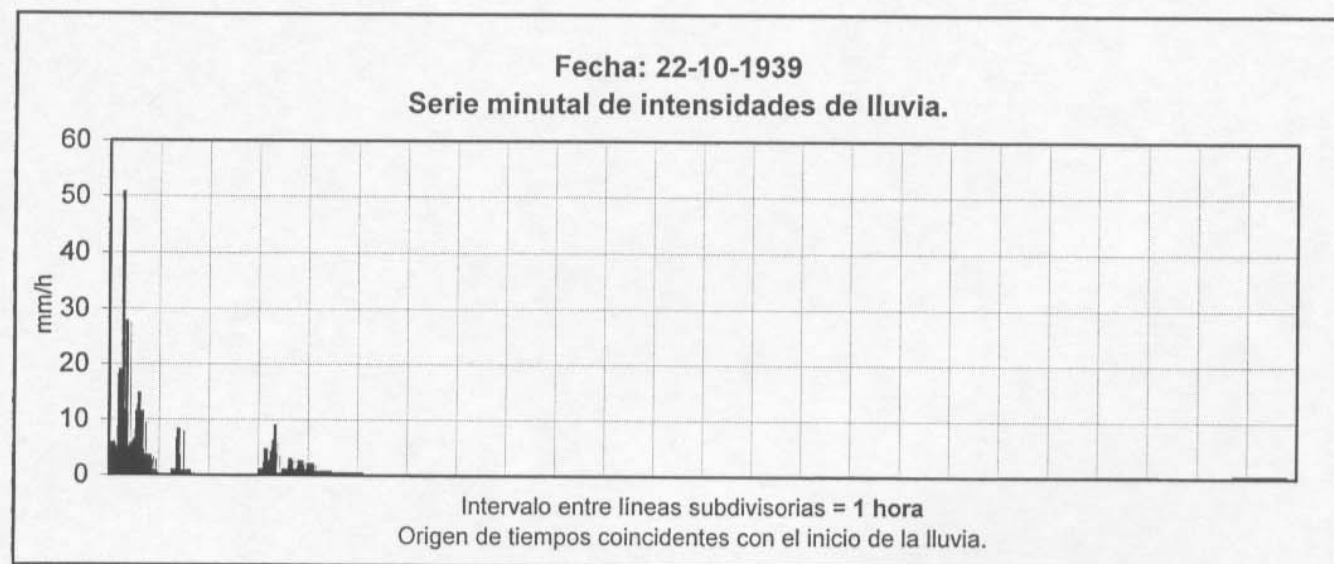 Fecha: 22-10-1939
Serie minutal de intensidades de lluvia.
60
50
40
30
20
10
0
mm/h
Intervalo entre líneas subdivisorias = 1 hora
Origen de tiempos coincidentes con el inicio de la lluvia.